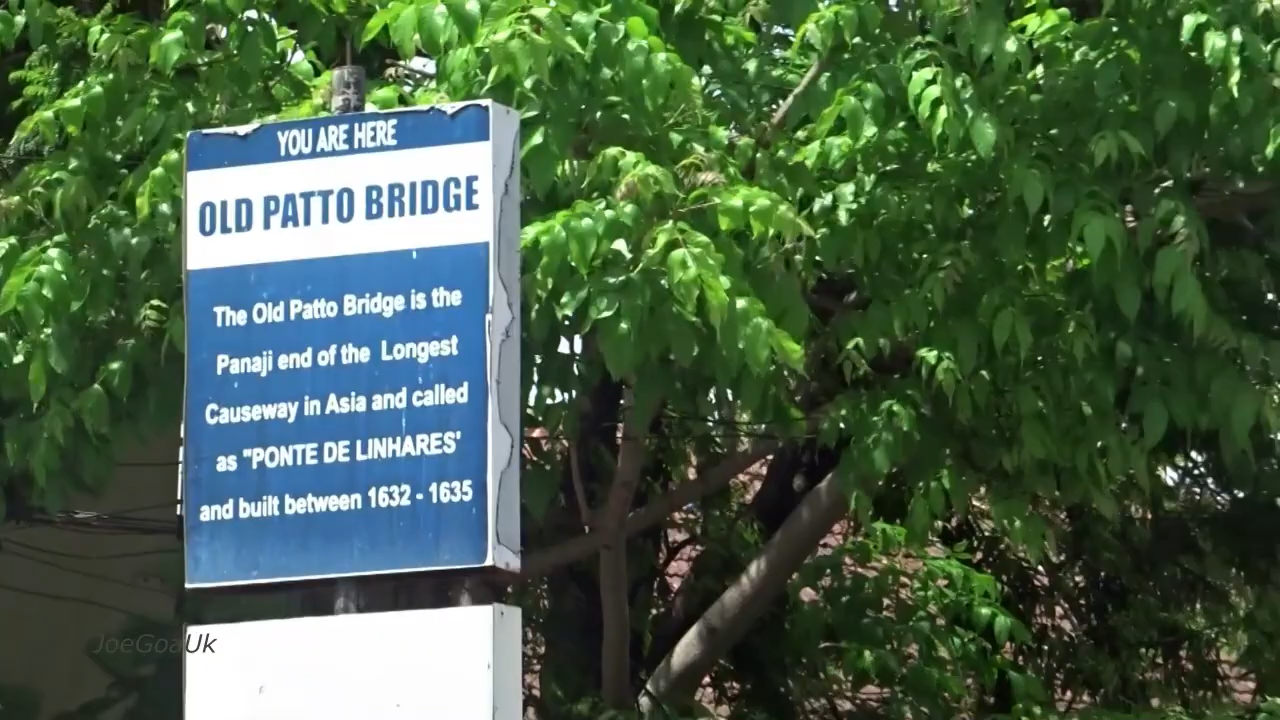 YOU ARE HERE
OLD PATTO BRIDGE
The Old Patto Bridge is the
Panaji end of the Longest
Causeway in Asia and called
as "PONTE DE LINHARES'
and built between 1632 - 1635
JoeGoaUk